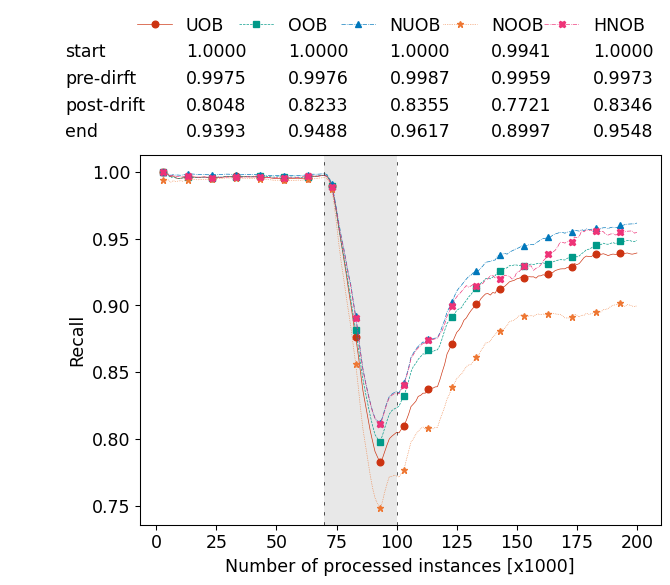 UOB OOB NUOB NOOB HNOB
start 1.0000 1.0000 1.0000 0.9941 1.0000
pre-dirft 0.9975 0.9976 0.9987 0.9959 0.9973
post-drift 0.8048 0.8233 0.8355 0.7721 0.8346
end 0.9393 0.9488 0.9617 0.8997 0.9548
1.00
0.95
0.90
0.85
0.80
0.75
Recall
0 25 50 75 100 125 150 175 200
Number of processed instances [x1000]